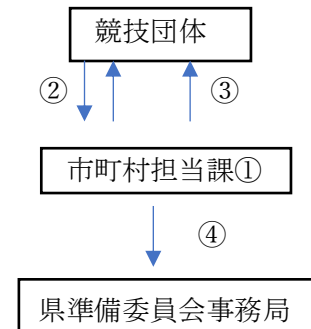 競技団体
② ③
市町村担当課①
④
県準備委員会事務局